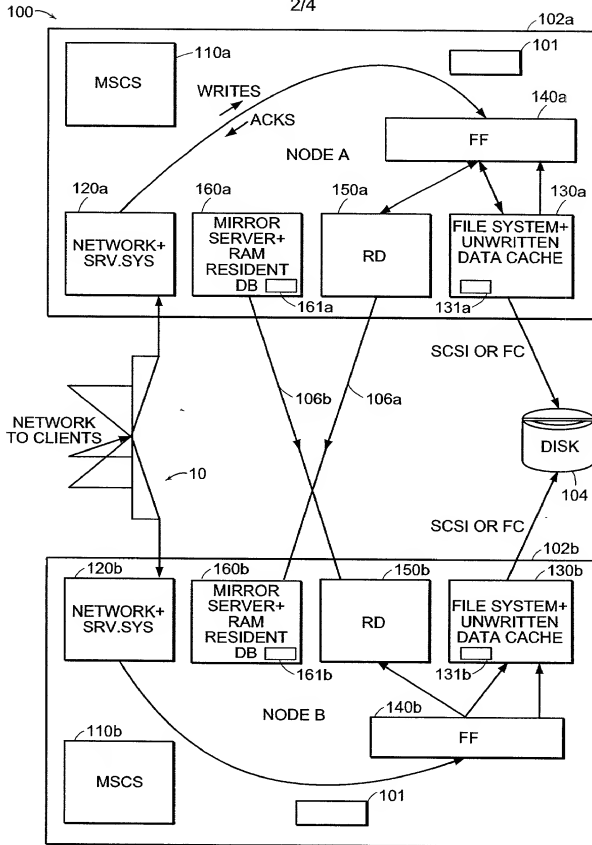 2/4
100
102a
110a
MSCS
101
WRITES
ACKS
140a
FF
NODE A
120a
160a
150a
130a
NETWORK+
SRV.SYS
MIRROR
SERVER+
RAM
RESIDENT
DB
161a
RD
FILE SYSTEM+
UNWRITTEN
DATA CACHE
131a
SCSI OR FC
106b
106a
NETWORK
TO CLIENTS
10
DISK
104
SCSI OR FC
102b
120b
160b
150b
130b
NETWORK+
SRV.SYS
MIRROR
SERVER+
RAM
RESIDENT
DB
161b
RD
FILE SYSTEM+
UNWRITTEN
DATA CACHE
131b
NODE B
140b
FF
110b
MSCS
101